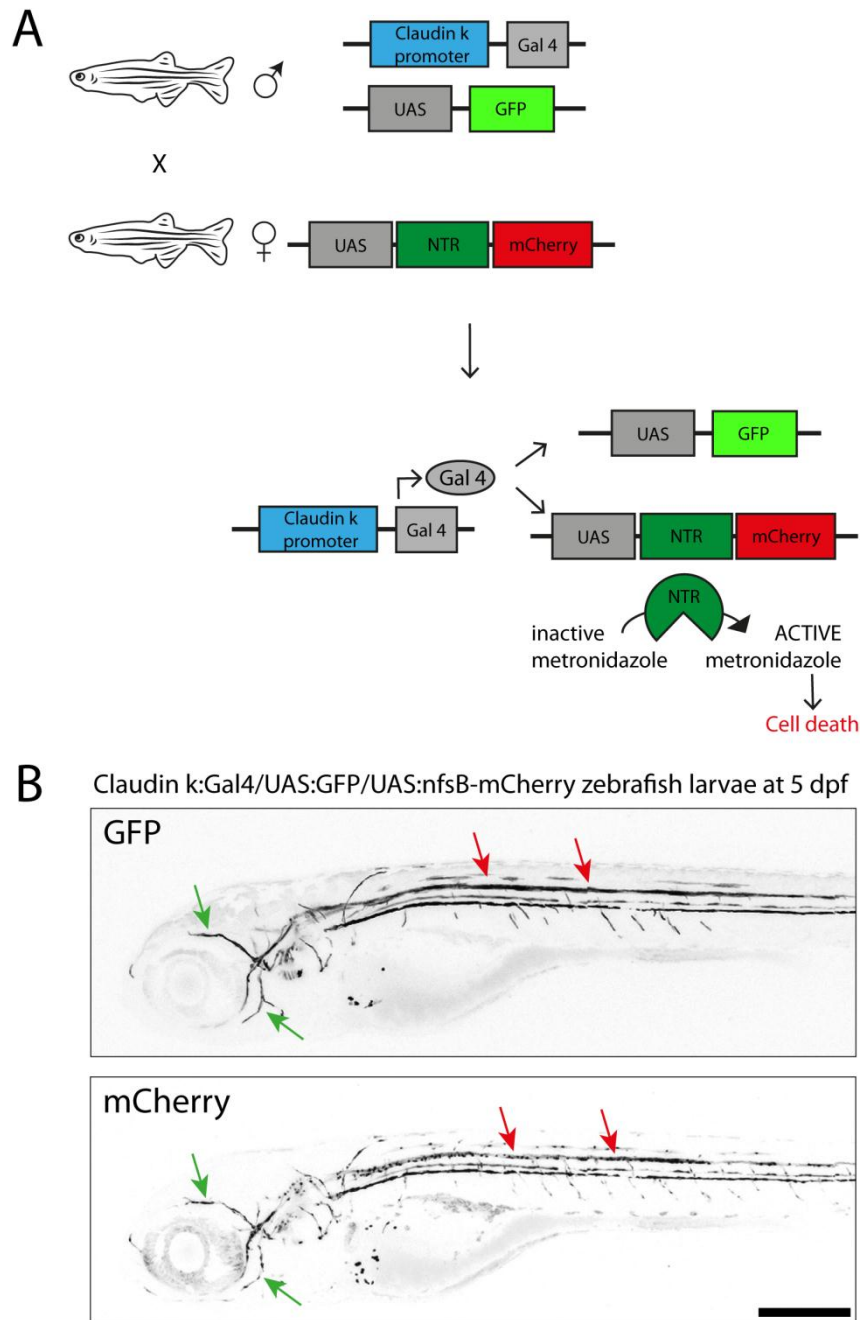 A
Claudin k
promoter
Gal 4
UAS
GFP
X
UAS
NTR
mCherry
UAS
GFP
Gal 4
Claudin k
promoter
Gal 4
UAS
NTR
mCherry
NTR
inactive
metronidazole
ACTIVE
metronidazole
Cell death
B
Claudin k:Gal4/UAS:GFP/UAS:nfsB-mCherry zebrafish larvae at 5 dpf
GFP
mCherry